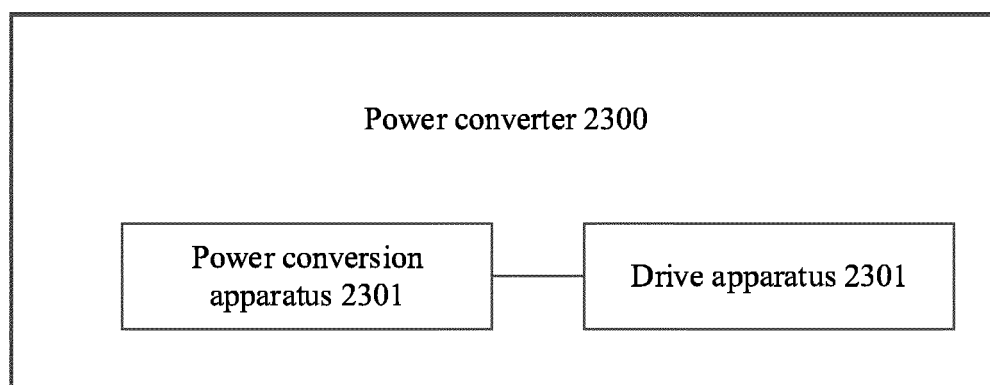 Power converter 2300
Power conversion
apparatus 2301
Drive apparatus 2301